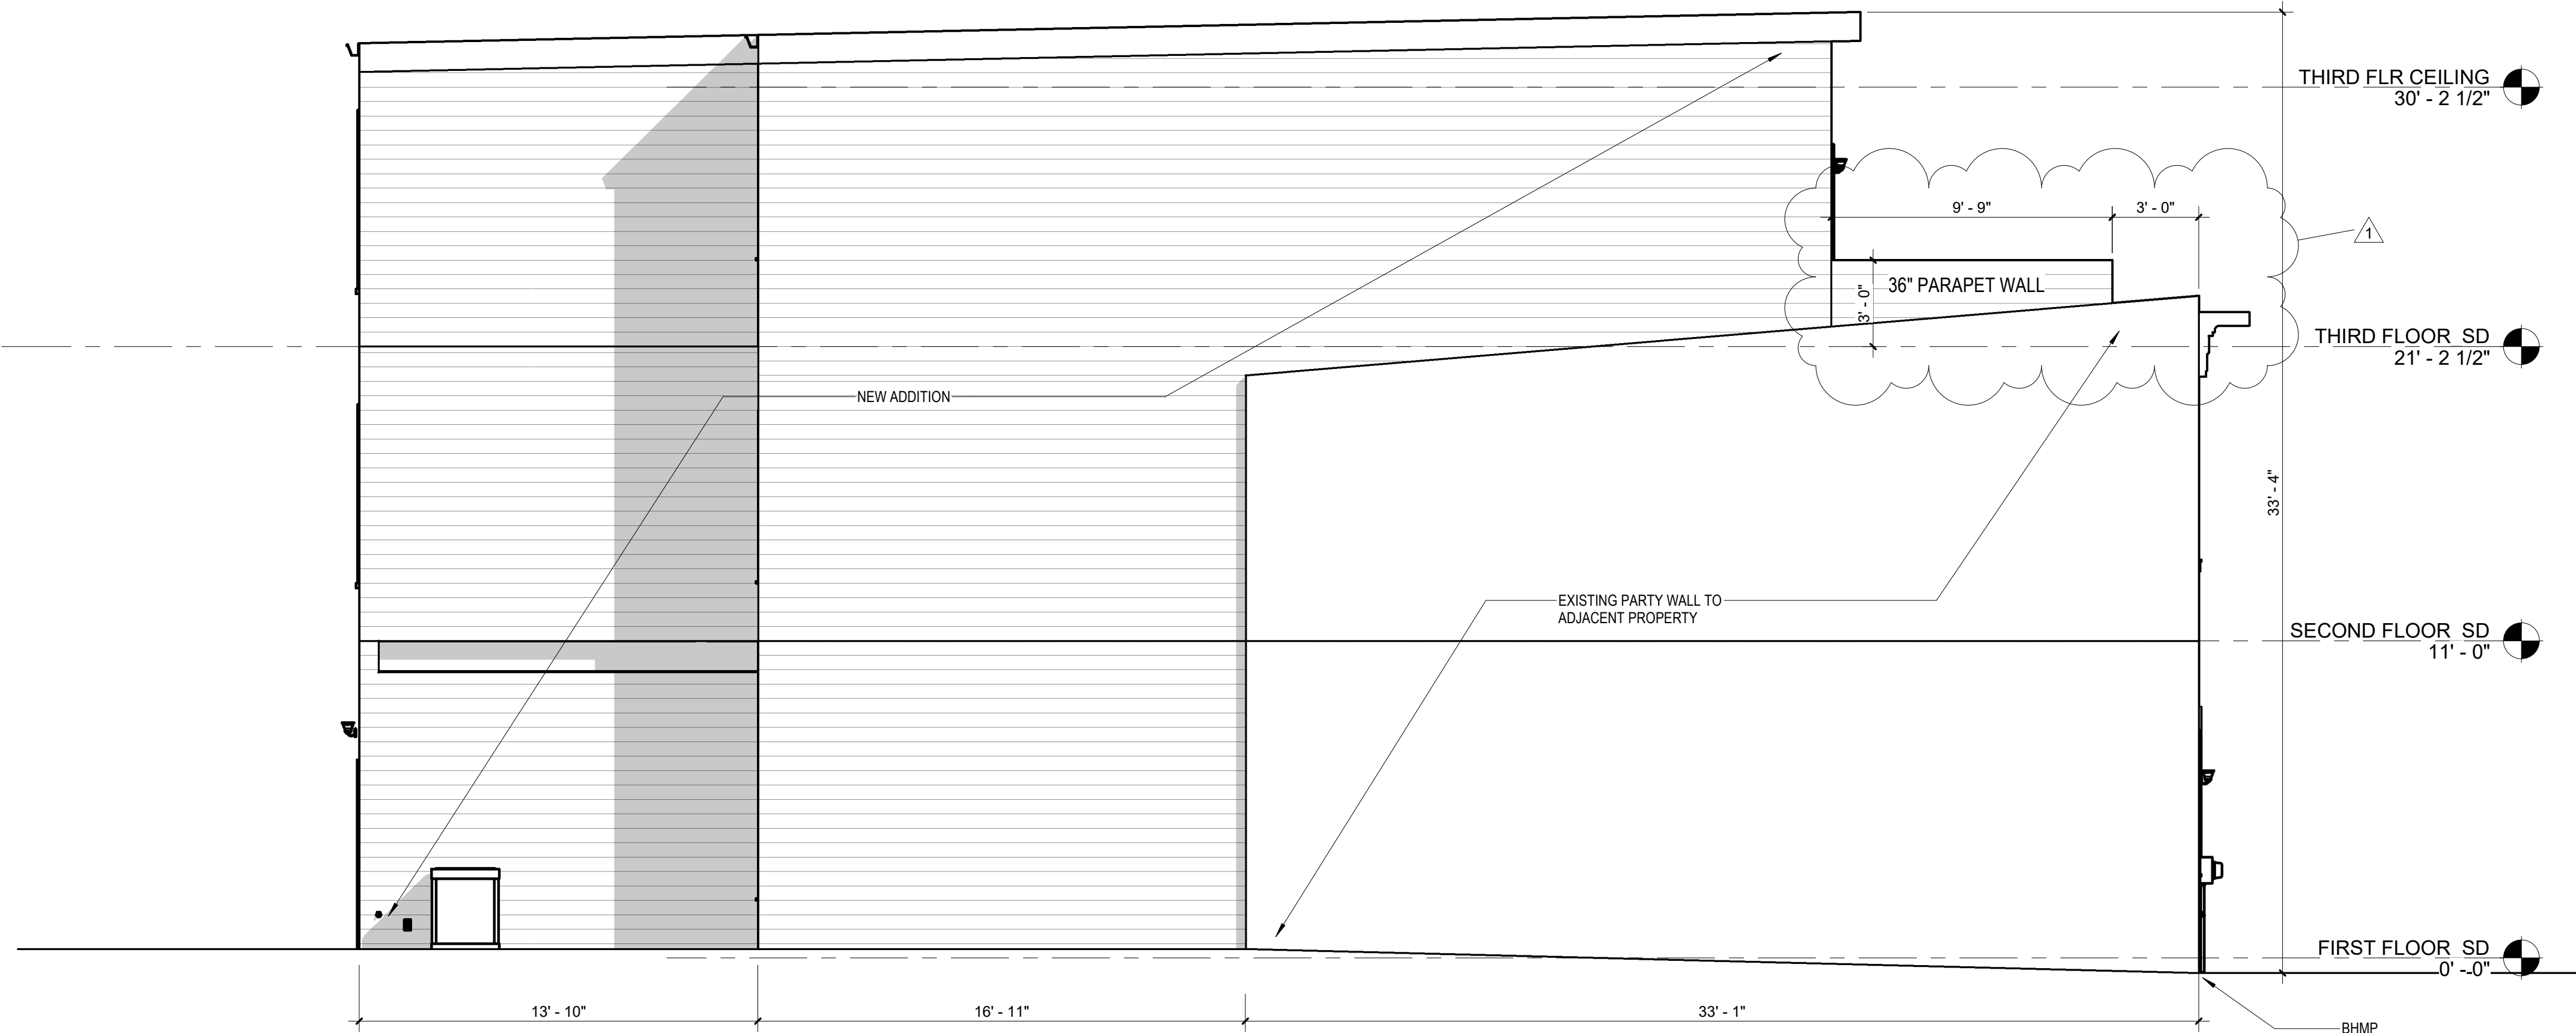 THIRD FLR CEILING
30' - 2 1/2"
9' - 9"
3' - 0"
1
36" PARAPET WALL
3' - 0"
THIRD FLOOR SD
21' - 2 1/2"
NEW ADDITION
33' - 4"
EXISTING PARTY WALL TO
ADJACENT PROPERTY
SECOND FLOOR SD
11' - 0"
FIRST FLOOR SD
0' - 0"
13' - 10"
16' - 11"
33' - 1"
BHMP